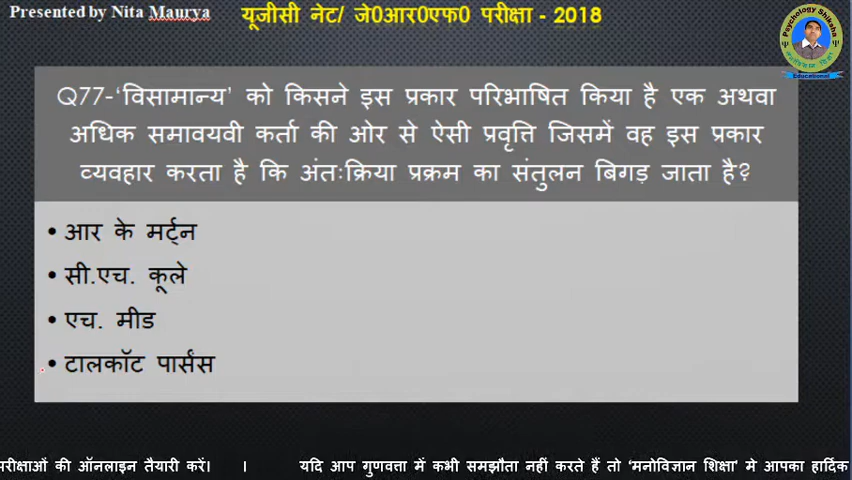 Presented by Nita Maurya
यूजीसी नेट/ जे0आर0एफ0 परीक्षा - 2018
Psychology Shiksha
मनोविज्ञान शिक्षा
Educational
Q77-‘विसामान्य’ को किसने इस प्रकार परिभाषित किया है एक अथवा
अधिक समावयवी कर्ता की ओर से ऐसी प्रवृत्ति जिसमें वह इस प्रकार
व्यवहार करता है कि अंतःक्रिया प्रक्रम का संतुलन बिगड़ जाता है?
• आर के मर्ट्न
• सी.एच. कूले
• एच. मीड
• टालकॉट पार्संस
परीक्षाओं की ऑनलाइन तैयारी करें। । यदि आप गुणवत्ता में कभी समझौता नहीं करते हैं तो ‘मनोविज्ञान शिक्षा’ मे आपका हार्दिक